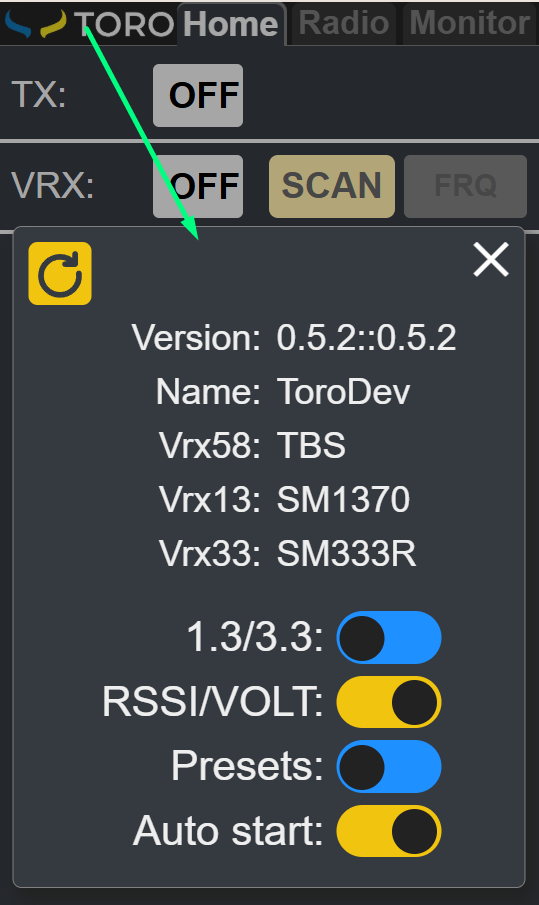 TORO Home Radio Monitor
TX: OFF
VRX: OFF SCAN FRQ
Version: 0.5.2::0.5.2
Name: ToroDev
Vrx58: TBS
Vrx13: SM1370
Vrx33: SM333R
1.3/3.3:
RSSI/VOLT:
Presets:
Auto start: